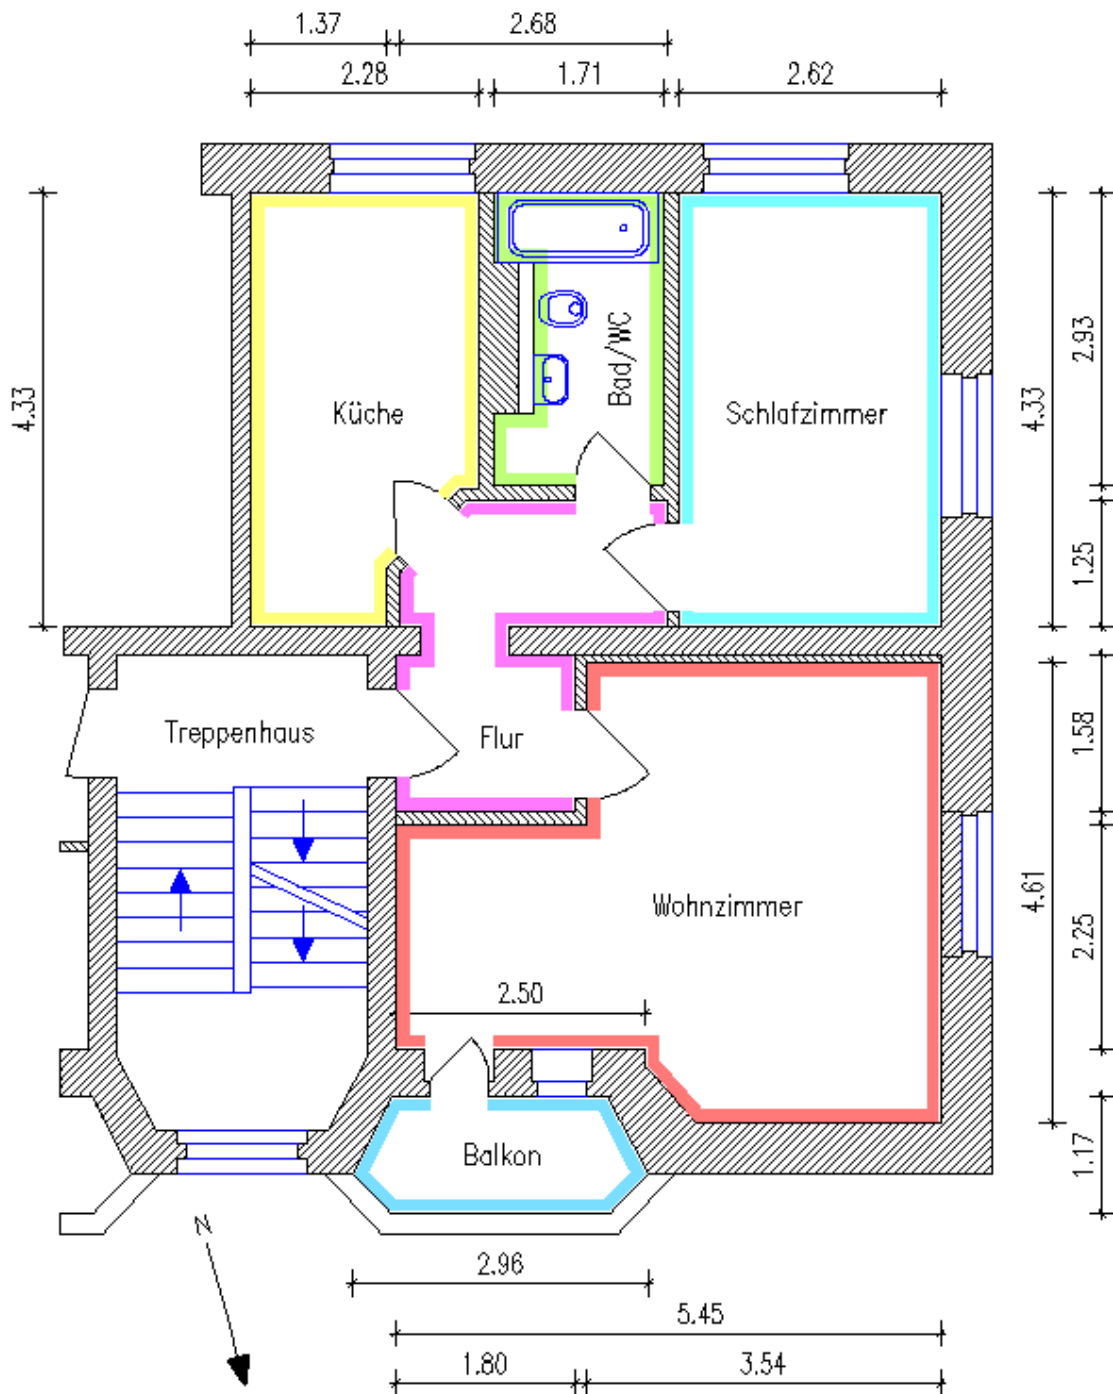 1.37
2.68
2.28
1.71
2.62
4.33
Küche
Bad/WC
Schlafzimmer
4.33
2.93
1.25
Treppenhaus
Flur
1.58
Wohnzimmer
4.61
2.25
2.50
Balkon
1.17
N
2.96
5.45
1.80
3.54